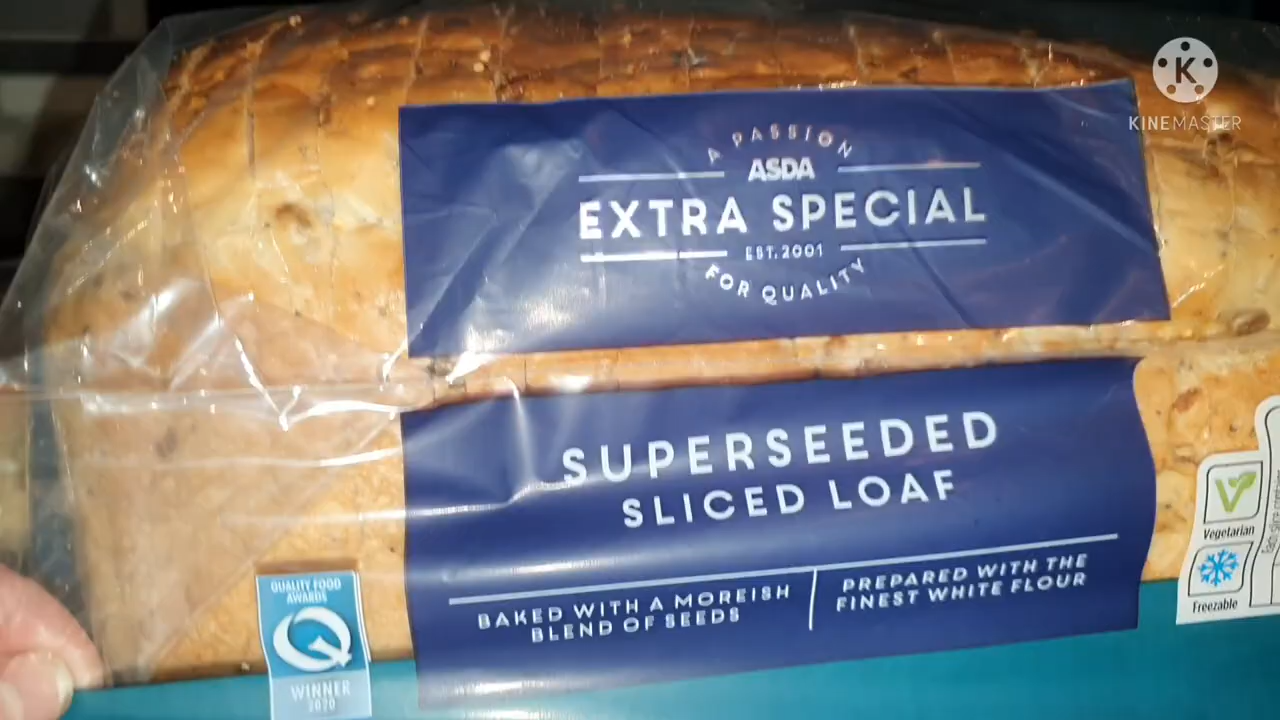 A PASSION
ASDA
EXTRA SPECIAL
EST. 2001
FOR QUALITY
SUPERSEEDED
SLICED LOAF
BAKED WITH A MOREISH
BLEND OF SEEDS
PREPARED WITH THE
FINEST WHITE FLOUR
QUALITY FOOD
AWARDS
Q
WINNER
2020
V
Vegetarian
Freezable
K
KINEMASTER